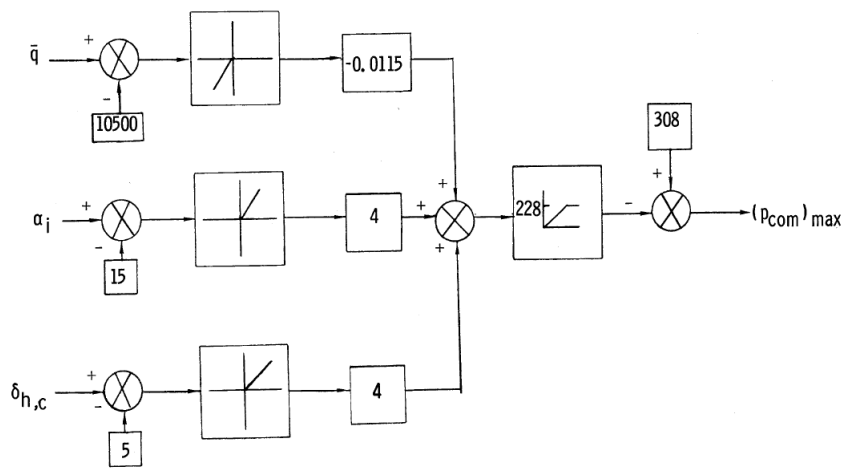 q̄ + − 10500 -0.0115
α_i + − 15 4
δ_h,c + − 5 4
+ + +
228
−
308
+
(p_com)_max